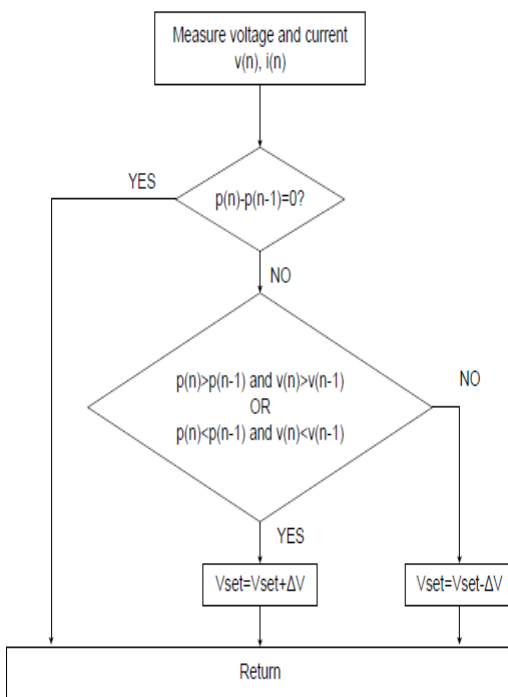 Measure voltage and current
v(n), i(n)
YES
p(n)-p(n-1)=0?
NO
p(n)>p(n-1) and v(n)>v(n-1)
OR
p(n)<p(n-1) and v(n)<v(n-1)
NO
YES
Vset=Vset+ΔV
Vset=Vset-ΔV
Return